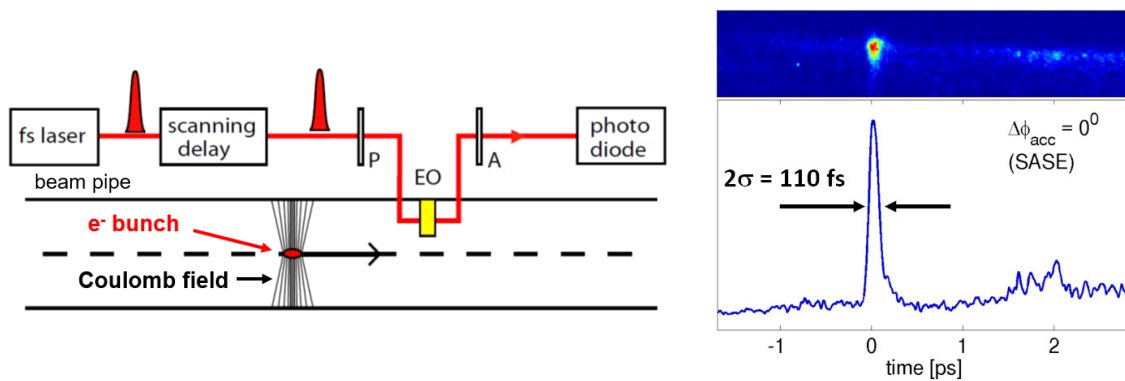 fs laser
scanning
delay
P
EO
A
photo
diode
beam pipe
e⁻ bunch
Coulomb field
Δϕacc = 0⁰
(SASE)
2σ = 110 fs
-1 0 1 2
time [ps]